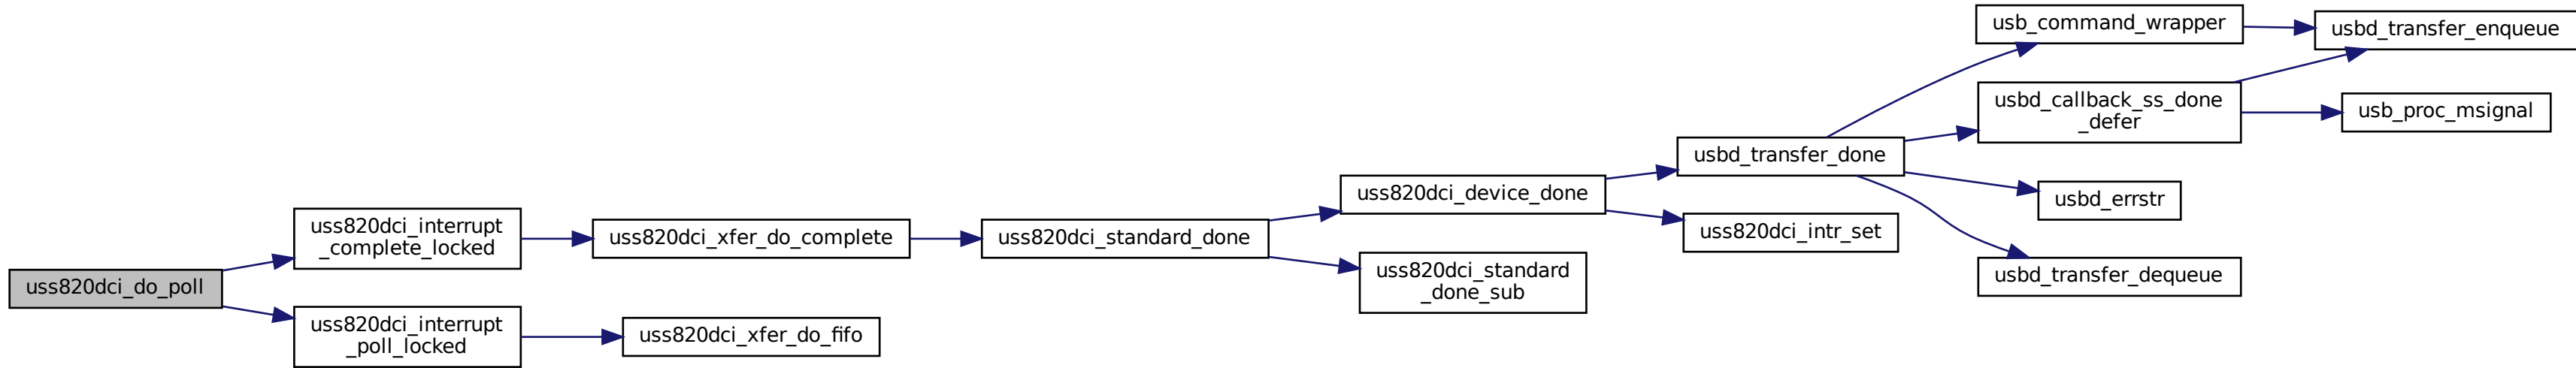 uss820dci_do_poll
uss820dci_interrupt
_complete_locked
uss820dci_interrupt
_poll_locked
uss820dci_xfer_do_complete
uss820dci_xfer_do_fifo
uss820dci_standard_done
uss820dci_device_done
uss820dci_standard
_done_sub
usbd_transfer_done
uss820dci_intr_set
usb_command_wrapper
usbd_callback_ss_done
_defer
usbd_errstr
usbd_transfer_dequeue
usbd_transfer_enqueue
usb_proc_msignal